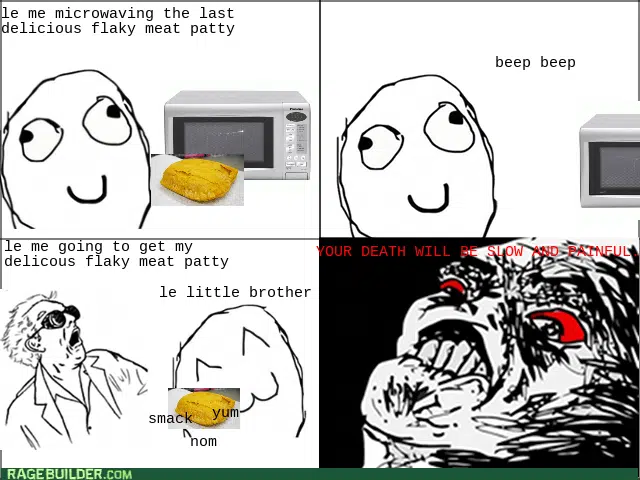 le me microwaving the last
delicious flaky meat patty
beep beep
le me going to get my
delicous flaky meat patty
le little brother
smack
yum
nom
YOUR DEATH WILL BE SLOW AND PAINFUL.
RAGEBUILDER.COM